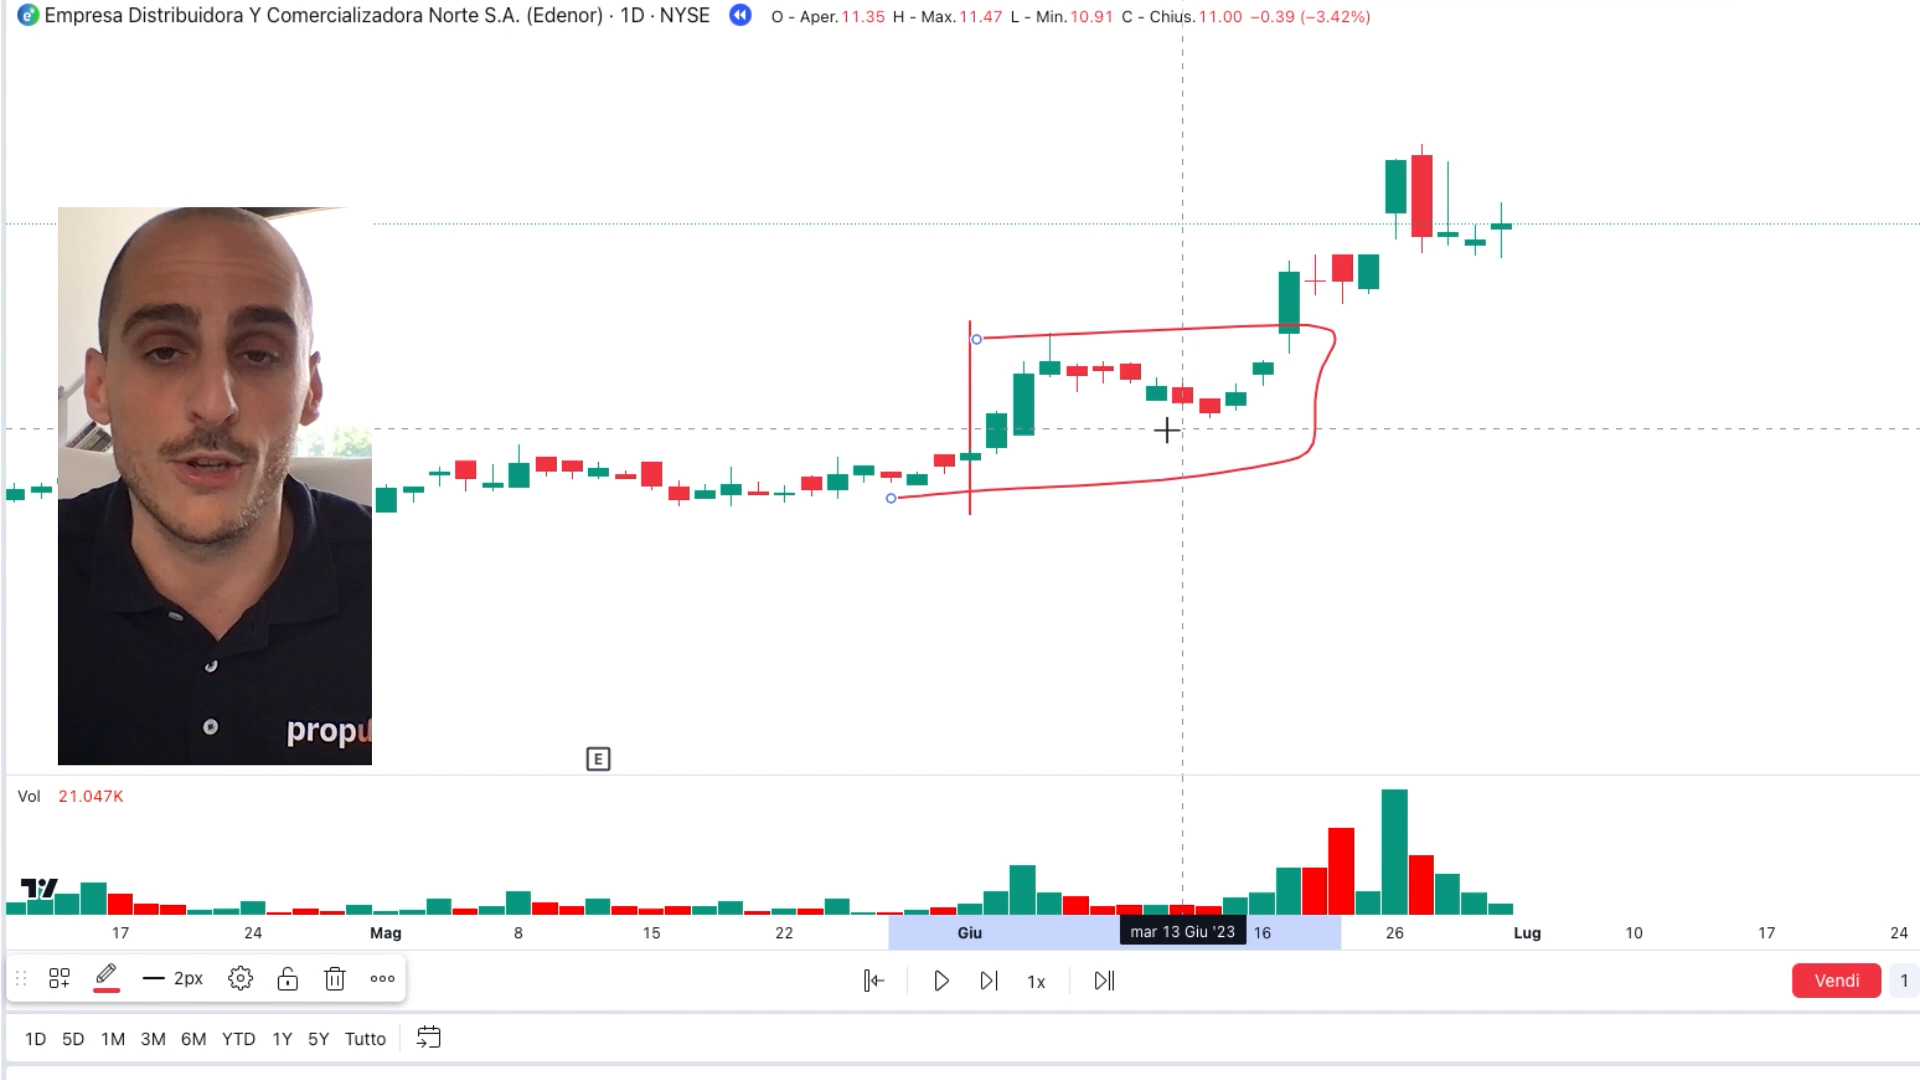 Empresa Distribuidora Y Comercializadora Norte S.A. (Edenor) · 1D · NYSE O - Aper.11.35 H - Max.11.47 L - Min.10.91 C - Chius.11.00 −0.39 (−3.42%)
propu
E
Vol 21.047K
17 24 Mag 8 15 22 Giu mar 13 Giu '23 16 26 Lug 10 17 24
2px 1x Vendi 1
1D 5D 1M 3M 6M YTD 1Y 5Y Tutto